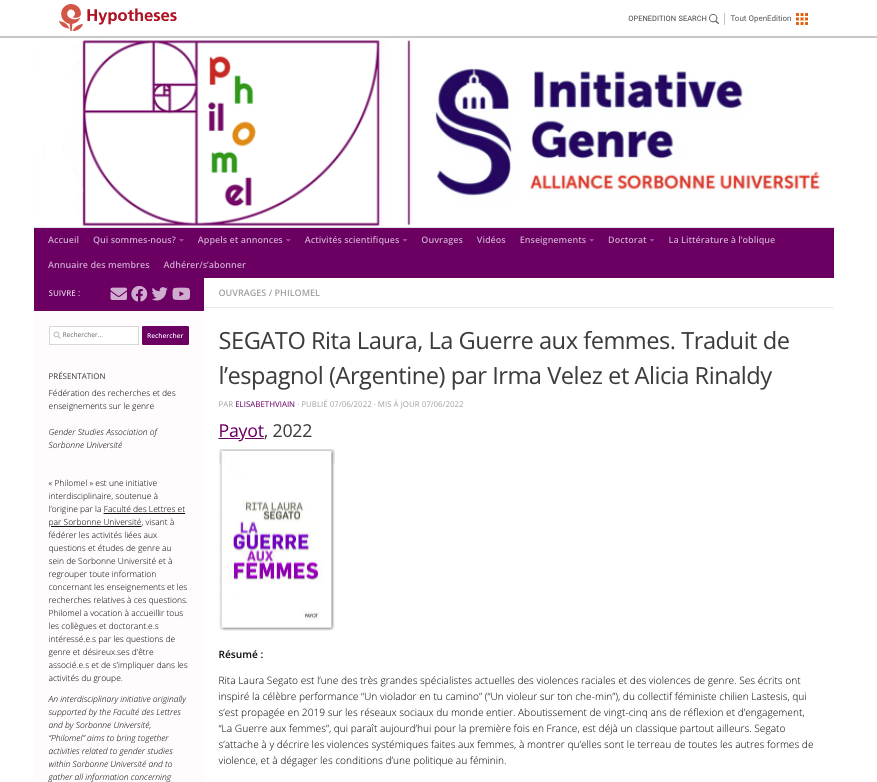 Hypotheses
OPENEDITION SEARCH
Tout OpenEdition
ph
il
o
m
el
Initiative
Genre
ALLIANCE SORBONNE UNIVERSITÉ
Accueil Qui sommes-nous? Appels et annonces Activités scientifiques Ouvrages Vidéos Enseignements Doctorat La Littérature à l'oblique
Annuaire des membres Adhérer/s'abonner
SUIVRE :
OUVRAGES / PHILOMEL
Rechercher...
Rechercher
PRÉSENTATION
Fédération des recherches et des
enseignements sur le genre
Gender Studies Association of
Sorbonne Université
« Philomel » est une initiative
interdisciplinaire, soutenue à
l'origine par la Faculté des Lettres et
par Sorbonne Université, visant à
fédérer les activités liées aux
questions et études de genre au
sein de Sorbonne Université et à
regrouper toute information
concernant les enseignements et les
recherches relatives à ces questions.
Philomel a vocation à accueillir tous
les collègues et doctorant.e.s
intéressé.e.s par les questions de
genre et désireux.ses d'être
associé.e.s et de s'impliquer dans les
activités du groupe.
An interdisciplinary initiative originally
supported by the Faculté des Lettres
and by Sorbonne Université,
"Philomel" aims to bring together
activities related to gender studies
within Sorbonne Université and to
gather all information concerning
SEGATO Rita Laura, La Guerre aux femmes. Traduit de
l'espagnol (Argentine) par Irma Velez et Alicia Rinaldy
PAR ELISABETHVIAIN · PUBLIÉ 07/06/2022 · MIS À JOUR 07/06/2022
Payot, 2022
RITA LAURA
SEGATO
LA
GUERRE
AUX
FEMMES
PAYOT
Résumé :
Rita Laura Segato est l'une des très grandes spécialistes actuelles des violences raciales et des violences de genre. Ses écrits ont
inspiré la célèbre performance "Un violador en tu camino" ("Un violeur sur ton che-min"), du collectif féministe chilien Lastesis, qui
s'est propagée en 2019 sur les réseaux sociaux du monde entier. Aboutissement de vingt-cinq ans de réflexion et d'engagement,
"La Guerre aux femmes", qui paraît aujourd'hui pour la première fois en France, est déjà un classique partout ailleurs. Segato
s'attache à y décrire les violences systémiques faites aux femmes, à montrer qu'elles sont le terreau de toutes les autres formes de
violence, et à dégager les conditions d'une politique au féminin.